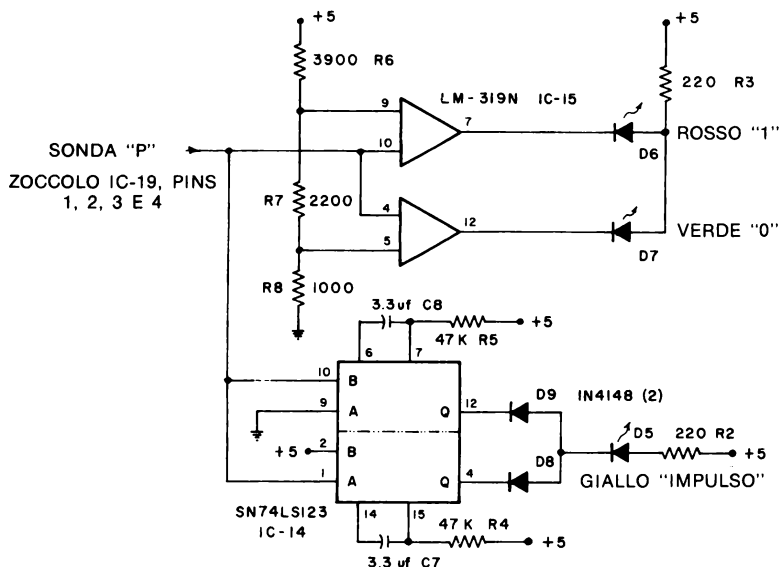 +5
3900 R6
+5
220 R3
LM-319N IC-15
9
7
10
ROSSO "1"
D6
SONDA "P"
ZOCCOLO IC-19, PINS
1, 2, 3 E 4
R7 2200
4
12
5
VERDE "0"
D7
R8 1000
3.3uf C8
+5
47K R5
6
7
10
B
9
A
Q
12
D9
1N4148 (2)
+5
2
B
D5
220 R2
+5
1
A
Q
4
D8
GIALLO "IMPULSO"
SN74LS123
IC-14
14
15
47K R4
+5
3.3uf C7